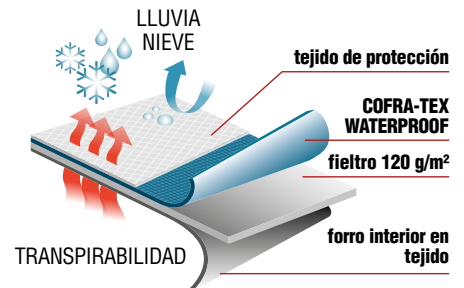 LLUVIA
NIEVE
tejido de protección
COFRA-TEX
WATERPROOF
fieltro 120 g/m²
TRANSPIRABILIDAD
forro interior en
tejido